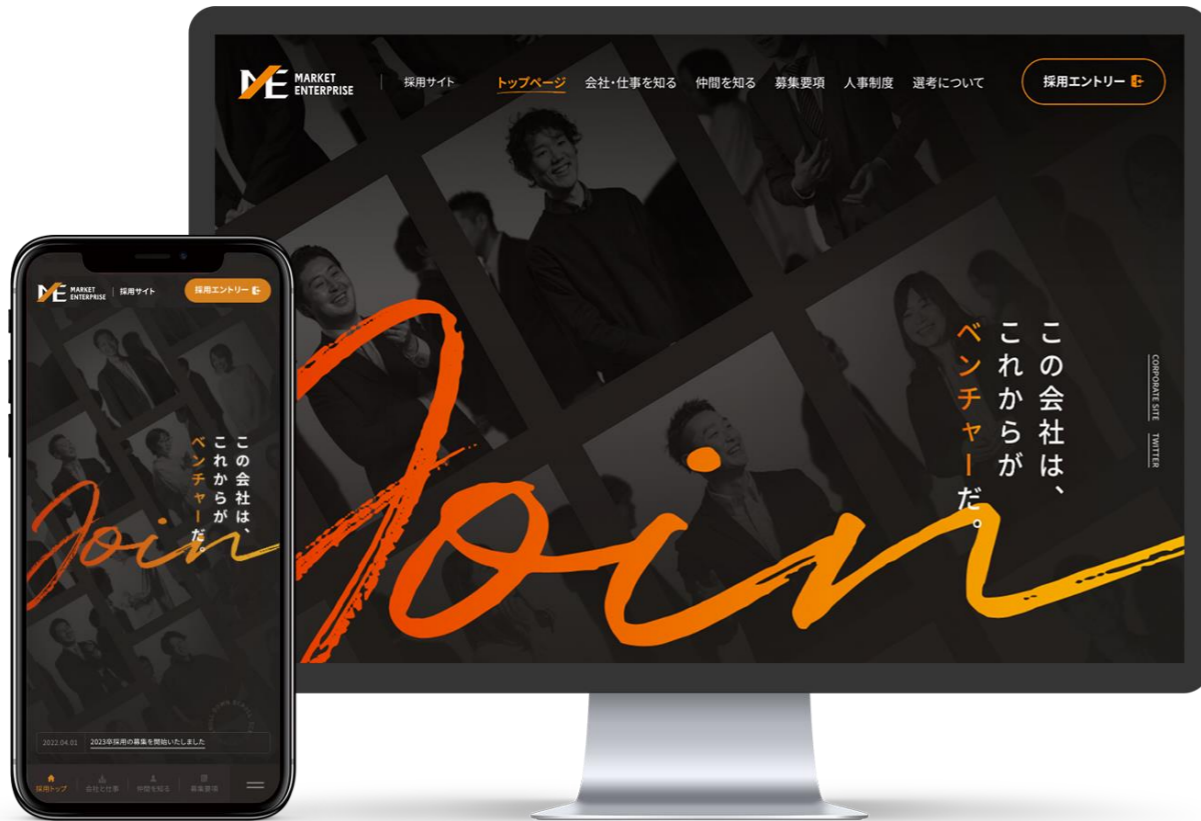 ME
MARKET
ENTERPRISE
採用サイト
トップページ
会社・仕事を知る
仲間を知る
募集要項
人事制度
選考について
採用エントリー
この会社は、
これからが
ベンチャーだ。
CORPORATE SITE
TWITTER
Join
ME
MARKET
ENTERPRISE
採用サイト
採用エントリー
この会社は、
これからが
ベンチャーだ。
Join
2022.04.01 2023卒採用の募集を開始いたしました
採用トップ
会社と仕事
仲間を知る
募集要項